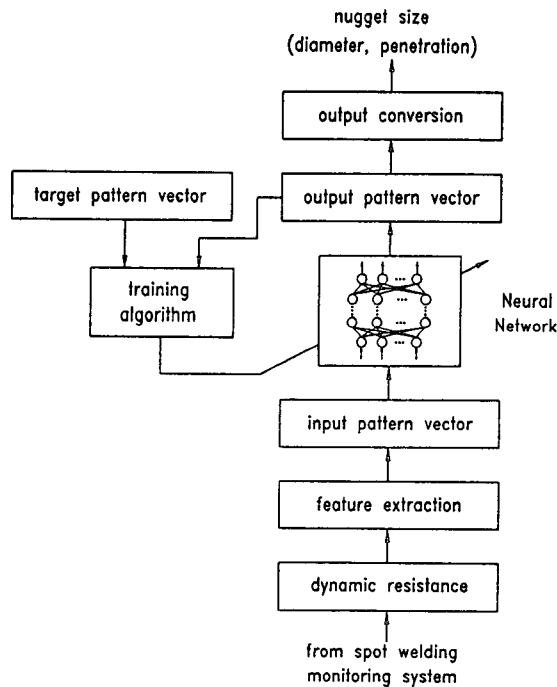 nugget size
(diameter, penetration)
output conversion
target pattern vector
output pattern vector
training
algorithm
Neural
Network
input pattern vector
feature extraction
dynamic resistance
from spot welding
monitoring system